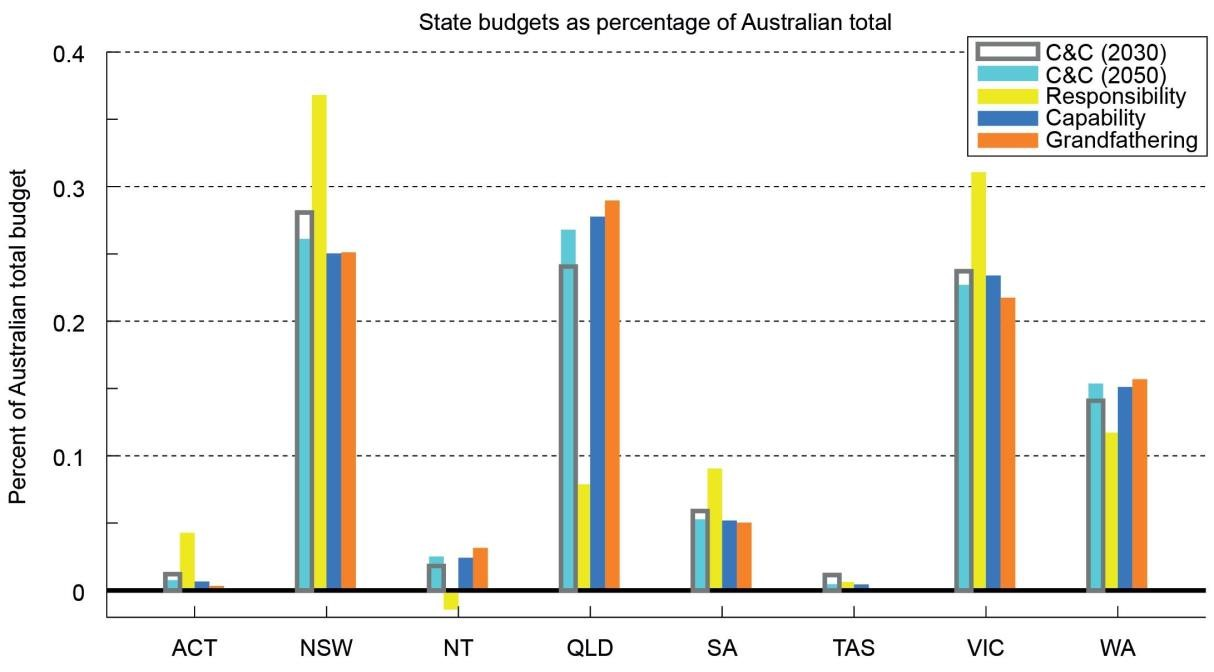 State budgets as percentage of Australian total
C&C (2030)
C&C (2050)
Responsibility
Capability
Grandfathering
Percent of Australian total budget
0.4
0.3
0.2
0.1
0
ACT NSW NT QLD SA TAS VIC WA